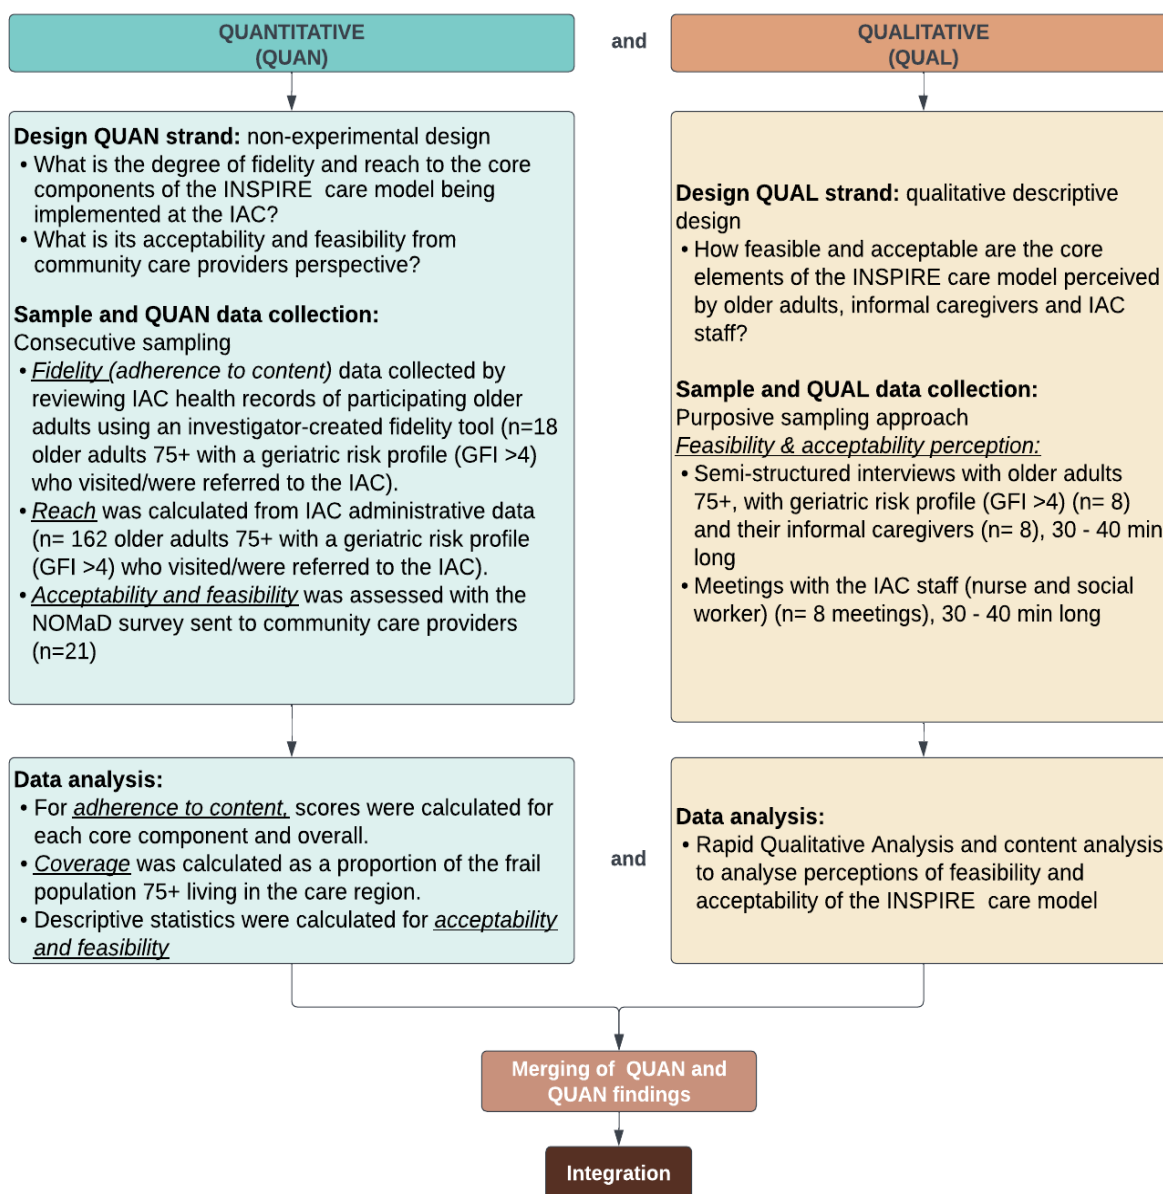 QUANTITATIVE
(QUAN)
and
QUALITATIVE
(QUAL)
Design QUAN strand: non-experimental design
• What is the degree of fidelity and reach to the core
components of the INSPIRE care model being
implemented at the IAC?
• What is its acceptability and feasibility from
community care providers perspective?
Sample and QUAN data collection:
Consecutive sampling
• Fidelity (adherence to content) data collected by
reviewing IAC health records of participating older
adults using an investigator-created fidelity tool (n=18
older adults 75+ with a geriatric risk profile (GFI >4)
who visited/were referred to the IAC).
• Reach was calculated from IAC administrative data
(n= 162 older adults 75+ with a geriatric risk profile
(GFI >4) who visited/were referred to the IAC).
• Acceptability and feasibility was assessed with the
NOMaD survey sent to community care providers
(n=21)
Design QUAL strand: qualitative descriptive
design
• How feasible and acceptable are the core
elements of the INSPIRE care model perceived
by older adults, informal caregivers and IAC
staff?
Sample and QUAL data collection:
Purposive sampling approach
Feasibility & acceptability perception:
• Semi-structured interviews with older adults
75+, with geriatric risk profile (GFI >4) (n= 8)
and their informal caregivers (n= 8), 30 - 40 min
long
• Meetings with the IAC staff (nurse and social
worker) (n= 8 meetings), 30 - 40 min long
Data analysis:
• For adherence to content, scores were calculated for
each core component and overall.
• Coverage was calculated as a proportion of the frail
population 75+ living in the care region.
• Descriptive statistics were calculated for acceptability
and feasibility
and
Data analysis:
• Rapid Qualitative Analysis and content analysis
to analyse perceptions of feasibility and
acceptability of the INSPIRE care model
Merging of QUAN and
QUAN findings
Integration